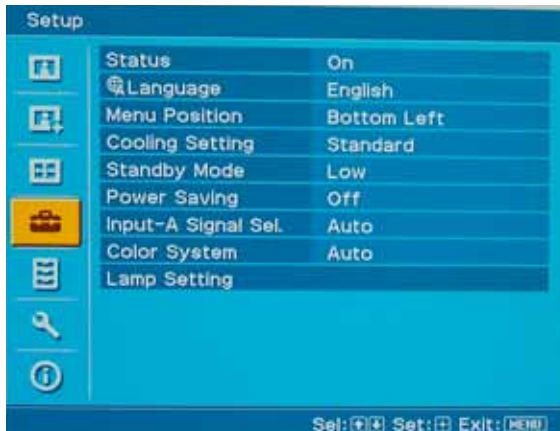 Setup
Status On
Language English
Menu Position Bottom Left
Cooling Setting Standard
Standby Mode Low
Power Saving Off
Input-A Signal Sel. Auto
Color System Auto
Lamp Setting
Sel: Set: Exit: MENU